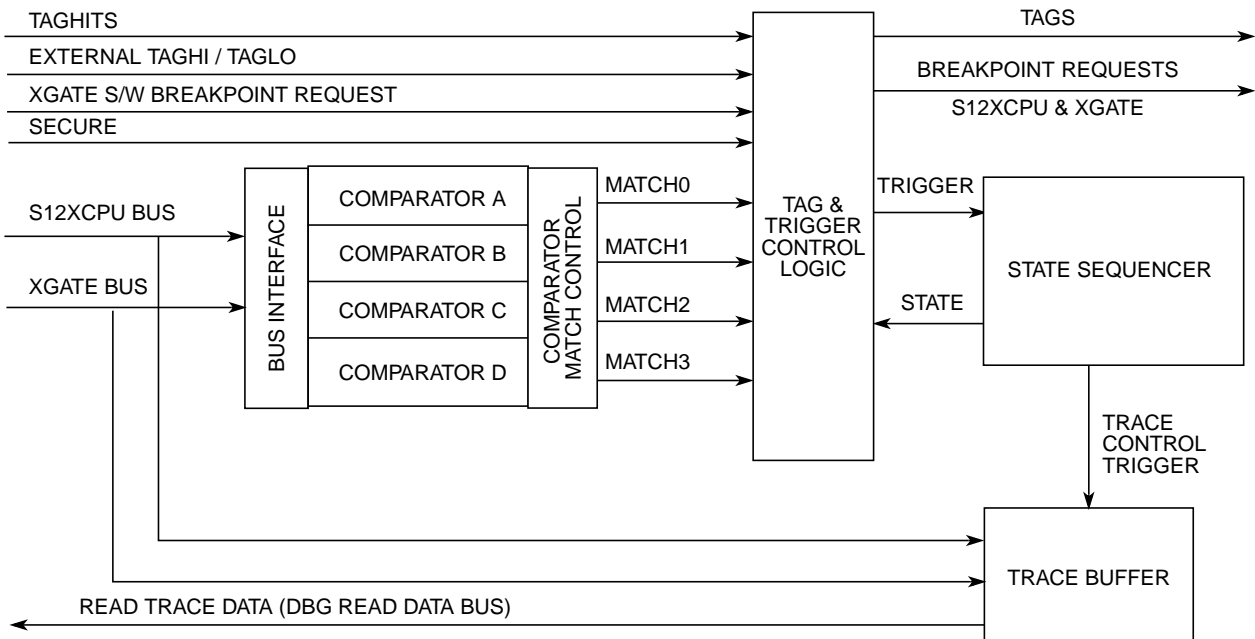 TAGHITS
TAGS
EXTERNAL TAGHI / TAGLO
BREAKPOINT REQUESTS
XGATE S/W BREAKPOINT REQUEST
S12XCPU & XGATE
SECURE
S12XCPU BUS
XGATE BUS
BUS INTERFACE
COMPARATOR A
COMPARATOR B
COMPARATOR C
COMPARATOR D
COMPARATOR
MATCH CONTROL
MATCH0
MATCH1
MATCH2
MATCH3
TAG &
TRIGGER
CONTROL
LOGIC
TRIGGER
STATE
STATE SEQUENCER
TRACE
CONTROL
TRIGGER
TRACE BUFFER
READ TRACE DATA (DBG READ DATA BUS)